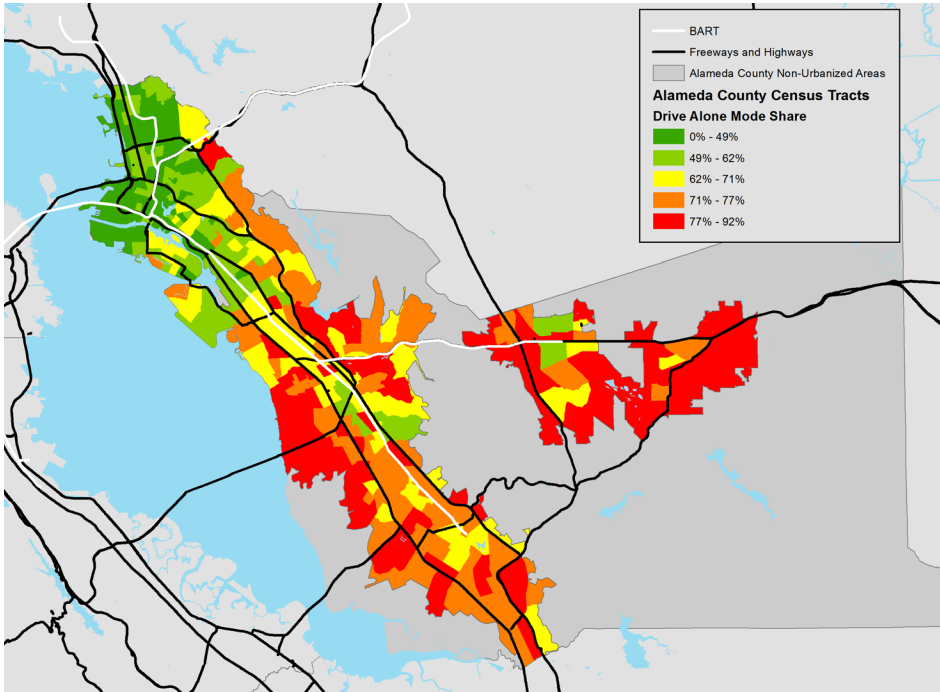 BART
Freeways and Highways
Alameda County Non-Urbanized Areas
Alameda County Census Tracts
Drive Alone Mode Share
0% - 49%
49% - 62%
62% - 71%
71% - 77%
77% - 92%